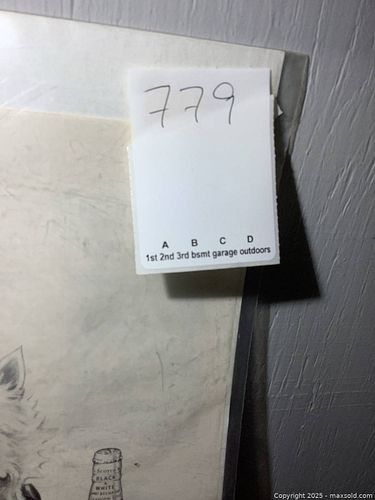 779
A B C D
1st 2nd 3rd bsmt garage outdoors
BLACK
&
WHITE
Copyright 2025 - maxsold.com